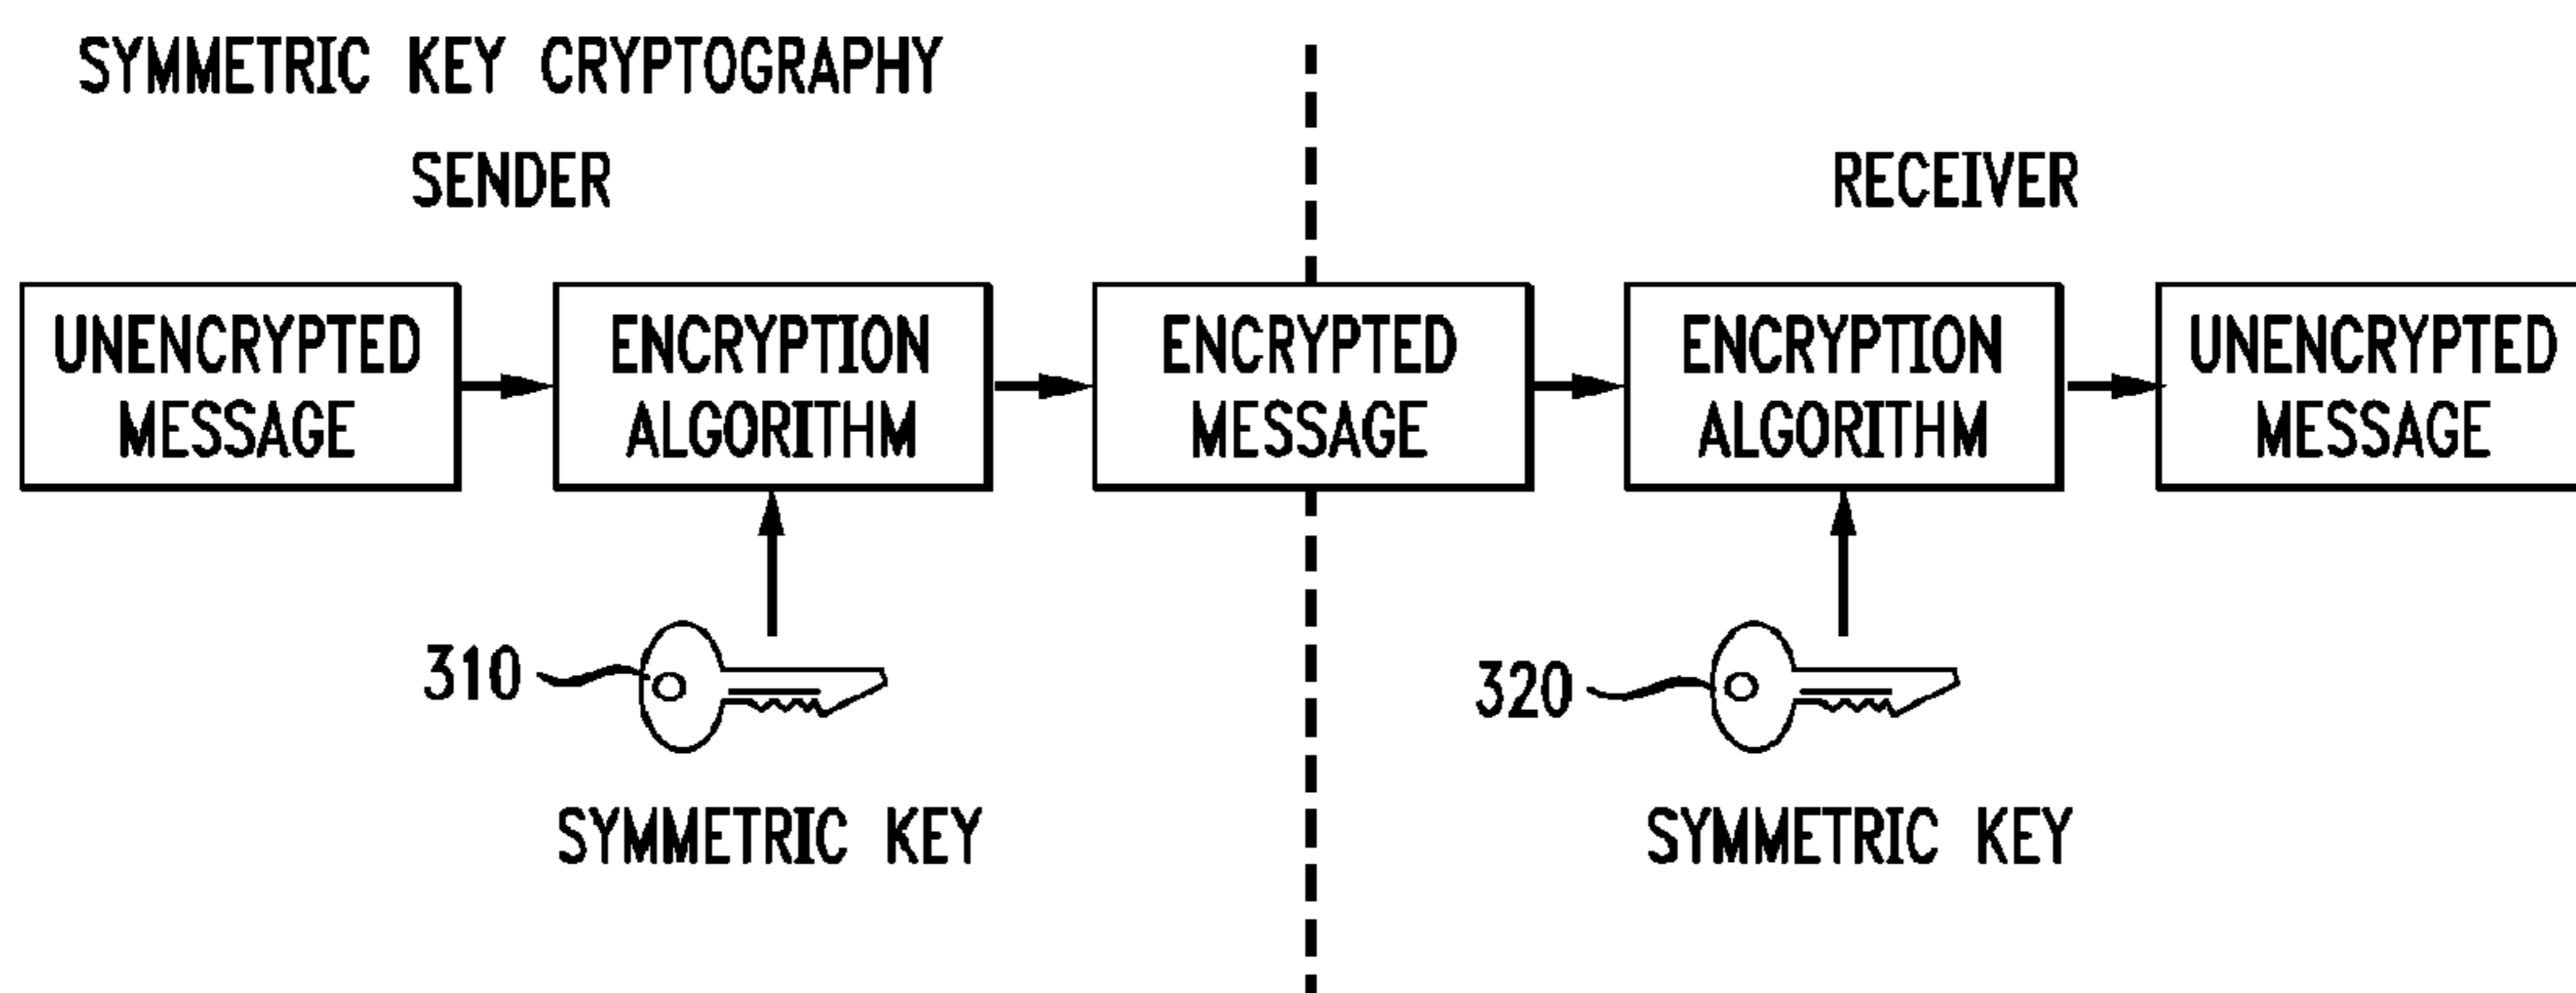 SYMMETRIC KEY CRYPTOGRAPHY
SENDER
RECEIVER
UNENCRYPTED
MESSAGE
ENCRYPTION
ALGORITHM
ENCRYPTED
MESSAGE
ENCRYPTION
ALGORITHM
UNENCRYPTED
MESSAGE
310
SYMMETRIC KEY
320
SYMMETRIC KEY